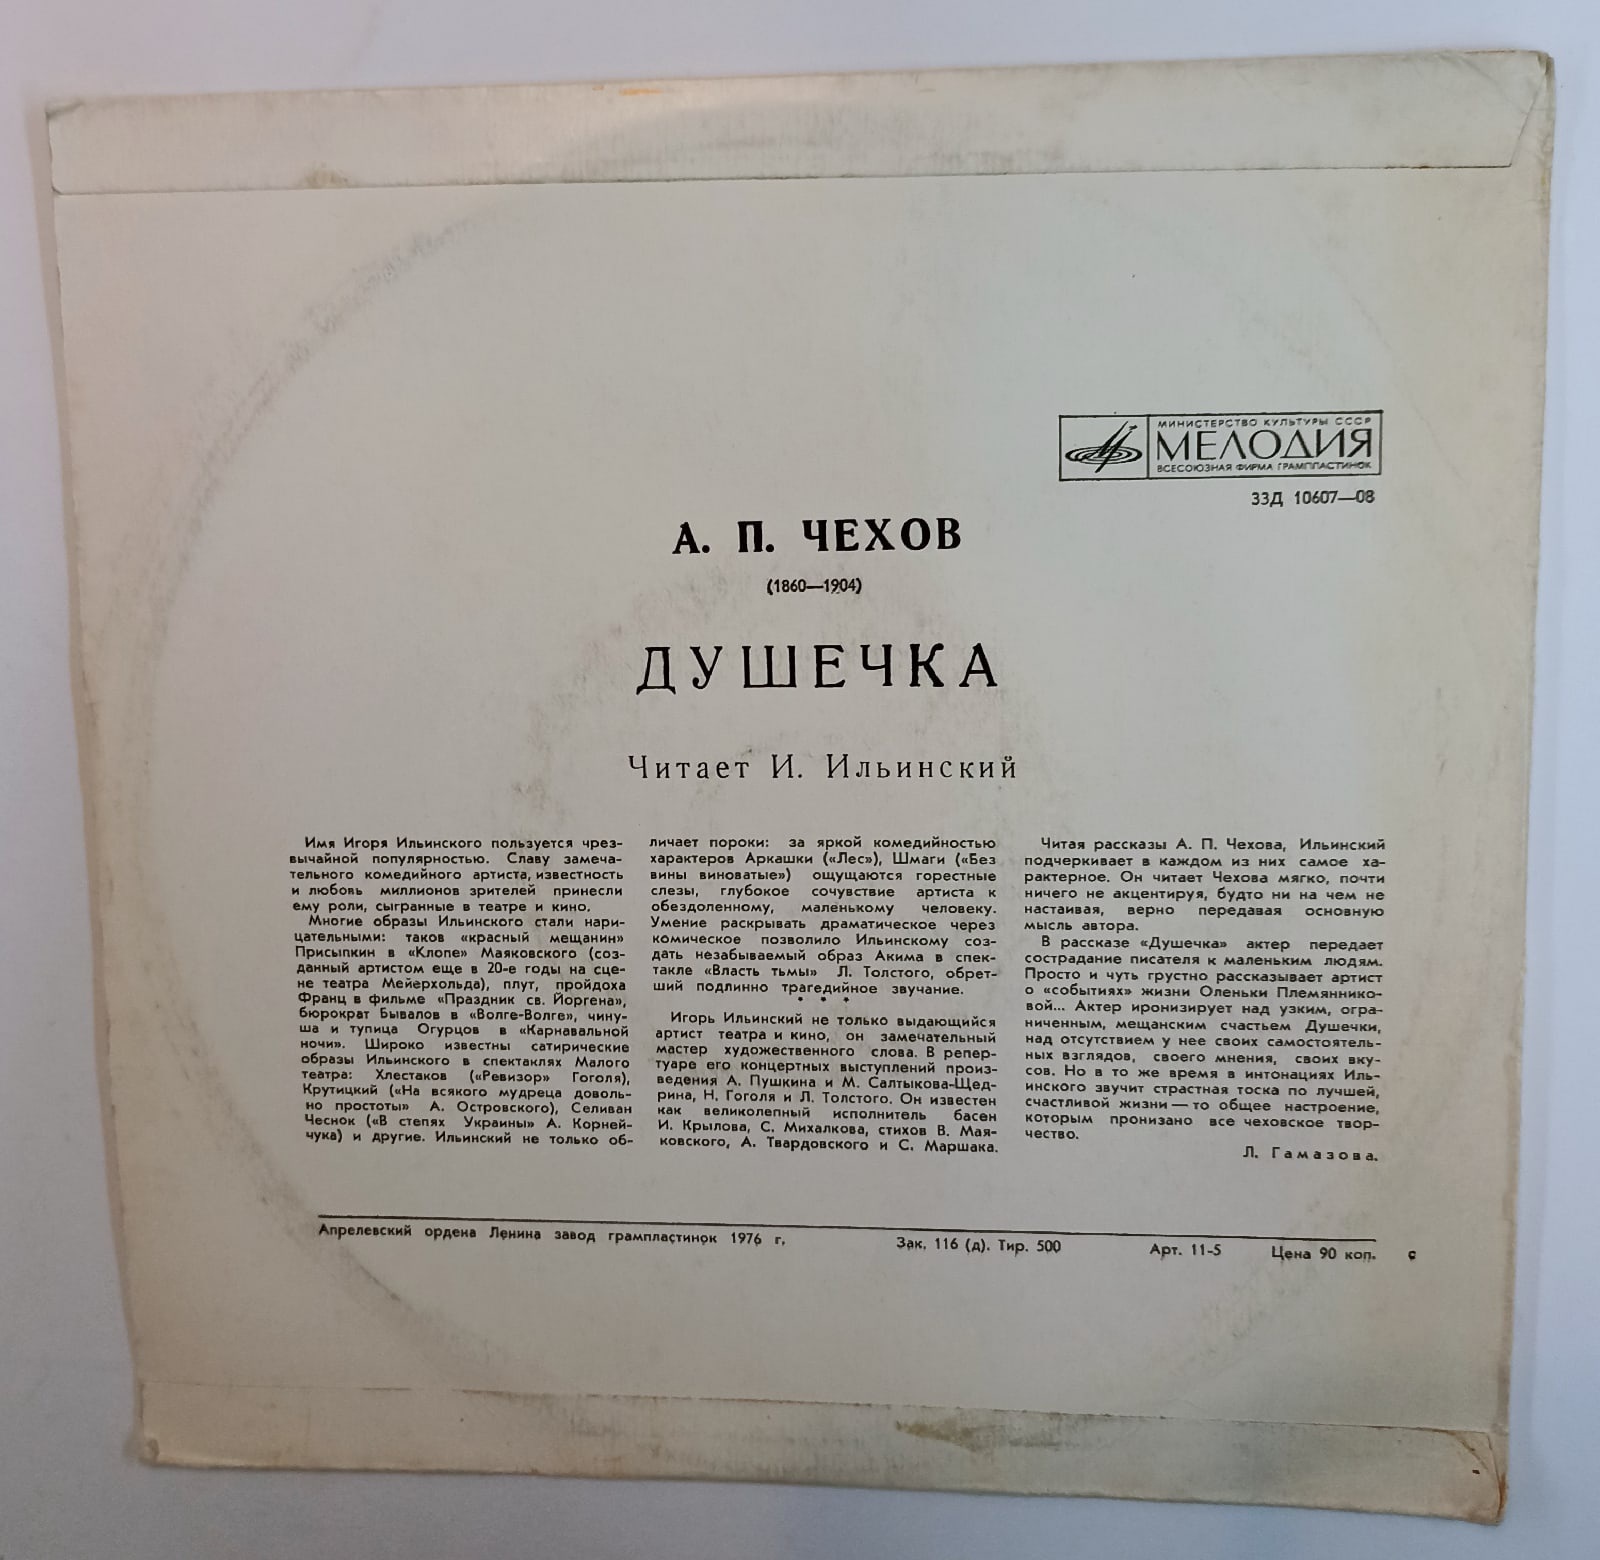 МИНИСТЕРСТВО КУЛЬТУРЫ СССР
МЕЛОДИЯ
ВСЕСОЮЗНАЯ ФИРМА ГРАМПЛАСТИНОК
33Д 10607—08
А. П. ЧЕХОВ
(1860—1904)
ДУШЕЧКА
Читает И. Ильинский
Имя Игоря Ильинского пользуется чрез-
вычайной популярностью. Славу замеча-
тельного комедийного артиста, известность
и любовь миллионов зрителей принесли
ему роли, сыгранные в театре и кино.
Многие образы Ильинского стали нари-
цательными: таков «красный мещанин»
Присыпкин в «Клопе» Маяковского (соз-
данный артистом еще в 20-е годы на сце-
не театра Мейерхольда), плут, пройдоха
Франц в фильме «Праздник св. Йоргена»,
бюрократ Бывалов в «Волге-Волге», чину-
ша и тупица Огурцов в «Карнавальной
ночи». Широко известны сатирические
образы Ильинского в спектаклях Малого
театра: Хлестаков («Ревизор» Гоголя),
Крутицкий («На всякого мудреца доволь-
но простоты» А. Островского), Селиван
Чеснок («В степях Украины» А. Корней-
чука) и другие. Ильинский не только об-
личает пороки: за яркой комедийностью
характеров Аркашки («Лес»), Шмаги («Без
вины виноватые») ощущаются горестные
слезы, глубокое сочувствие артиста к
обездоленному, маленькому человеку.
Умение раскрывать драматическое через
комическое позволило Ильинскому соз-
дать незабываемый образ Акима в спек-
такле «Власть тьмы» Л. Толстого, обрет-
ший подлинно трагедийное звучание.
* * *
Игорь Ильинский не только выдающийся
артист театра и кино, он замечательный
мастер художественного слова. В репер-
туаре его концертных выступлений произ-
ведения А. Пушкина и М. Салтыкова-Щед-
рина, Н. Гоголя и Л. Толстого. Он известен
как великолепный исполнитель басен
И. Крылова, С. Михалкова, стихов В. Мая-
ковского, А. Твардовского и С. Маршака.
Читая рассказы А. П. Чехова, Ильинский
подчеркивает в каждом из них самое ха-
рактерное. Он читает Чехова мягко, почти
ничего не акцентируя, будто ни на чем не
настаивая, верно передавая основную
мысль автора.
В рассказе «Душечка» актер передает
сострадание писателя к маленьким людям.
Просто и чуть грустно рассказывает артист
о «событиях» жизни Оленьки Племяннико-
вой... Актер иронизирует над узким, огра-
ниченным, мещанским счастьем Душечки,
над отсутствием у нее своих самостоятель-
ных взглядов, своего мнения, своих вку-
сов. Но в то же время в интонациях Иль-
инского звучит страстная тоска по лучшей,
счастливой жизни — то общее настроение,
которым пронизано все чеховское твор-
чество.
Л. Гамазова.
Апрелевский ордена Ленина завод грампластинок 1976 г.
Зак. 116 (д). Тир. 500
Арт. 11-5
Цена 90 коп.
с